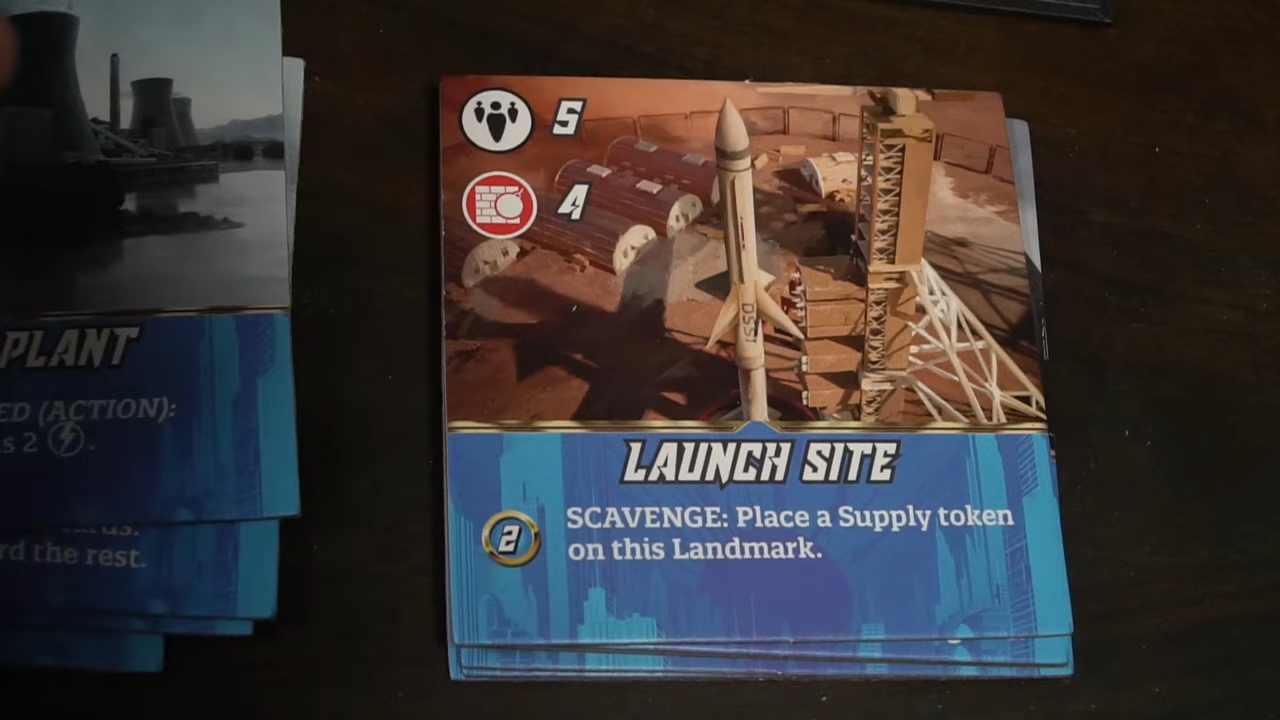 5
4
1550
LAUNCH SITE
2
SCAVENGE: Place a Supply token
on this Landmark.
PLANT
ED (ACTION):
2
rd the rest.